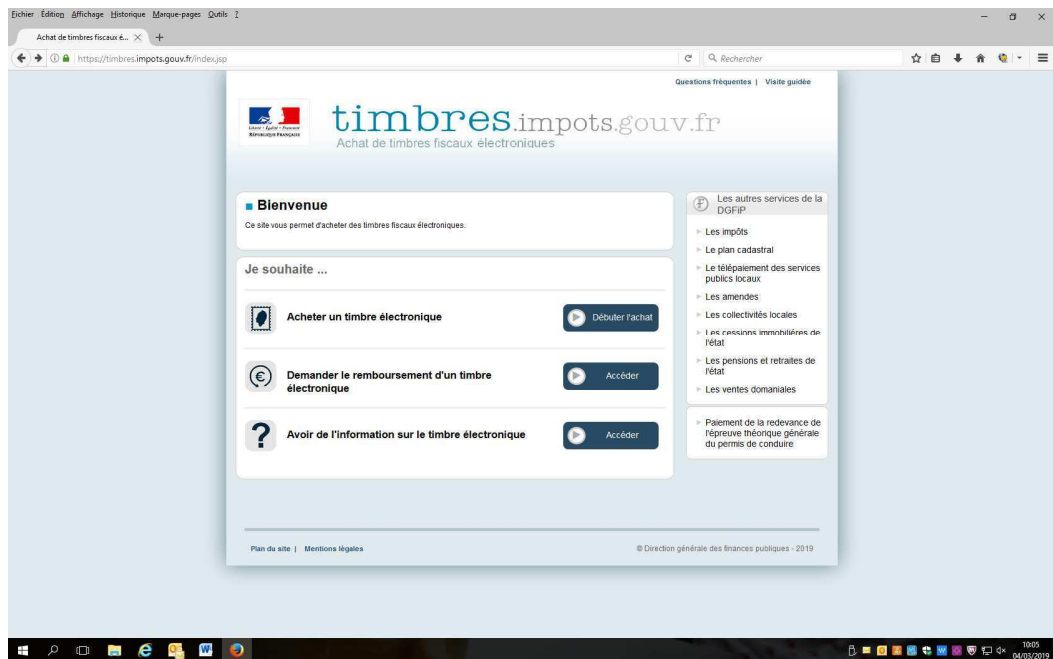 Fichier Édition Affichage Historique Marque-pages Outils ?
Achat de timbres fiscaux é...
https://timbres.impots.gouv.fr/index.jsp
Rechercher
Questions fréquentes | Visite guidée
Liberté • Égalité • Fraternité
RÉPUBLIQUE FRANÇAISE
timbres.impots.gouv.fr
Achat de timbres fiscaux électroniques
Bienvenue
Ce site vous permet d'acheter des timbres fiscaux électroniques.
Je souhaite ...
Acheter un timbre électronique
Débuter l'achat
Demander le remboursement d'un timbre
électronique
Accéder
Avoir de l'information sur le timbre électronique
Accéder
Les autres services de la
DGFiP
Les impôts
Le plan cadastral
Le télépaiement des services
publics locaux
Les amendes
Les collectivités locales
Les cessions immobilières de
l'état
Les pensions et retraites de
l'état
Les ventes domaniales
Paiement de la redevance de
l'épreuve théorique générale
du permis de conduire
Plan du site | Mentions légales
© Direction générale des finances publiques - 2019
10:05
04/03/2019